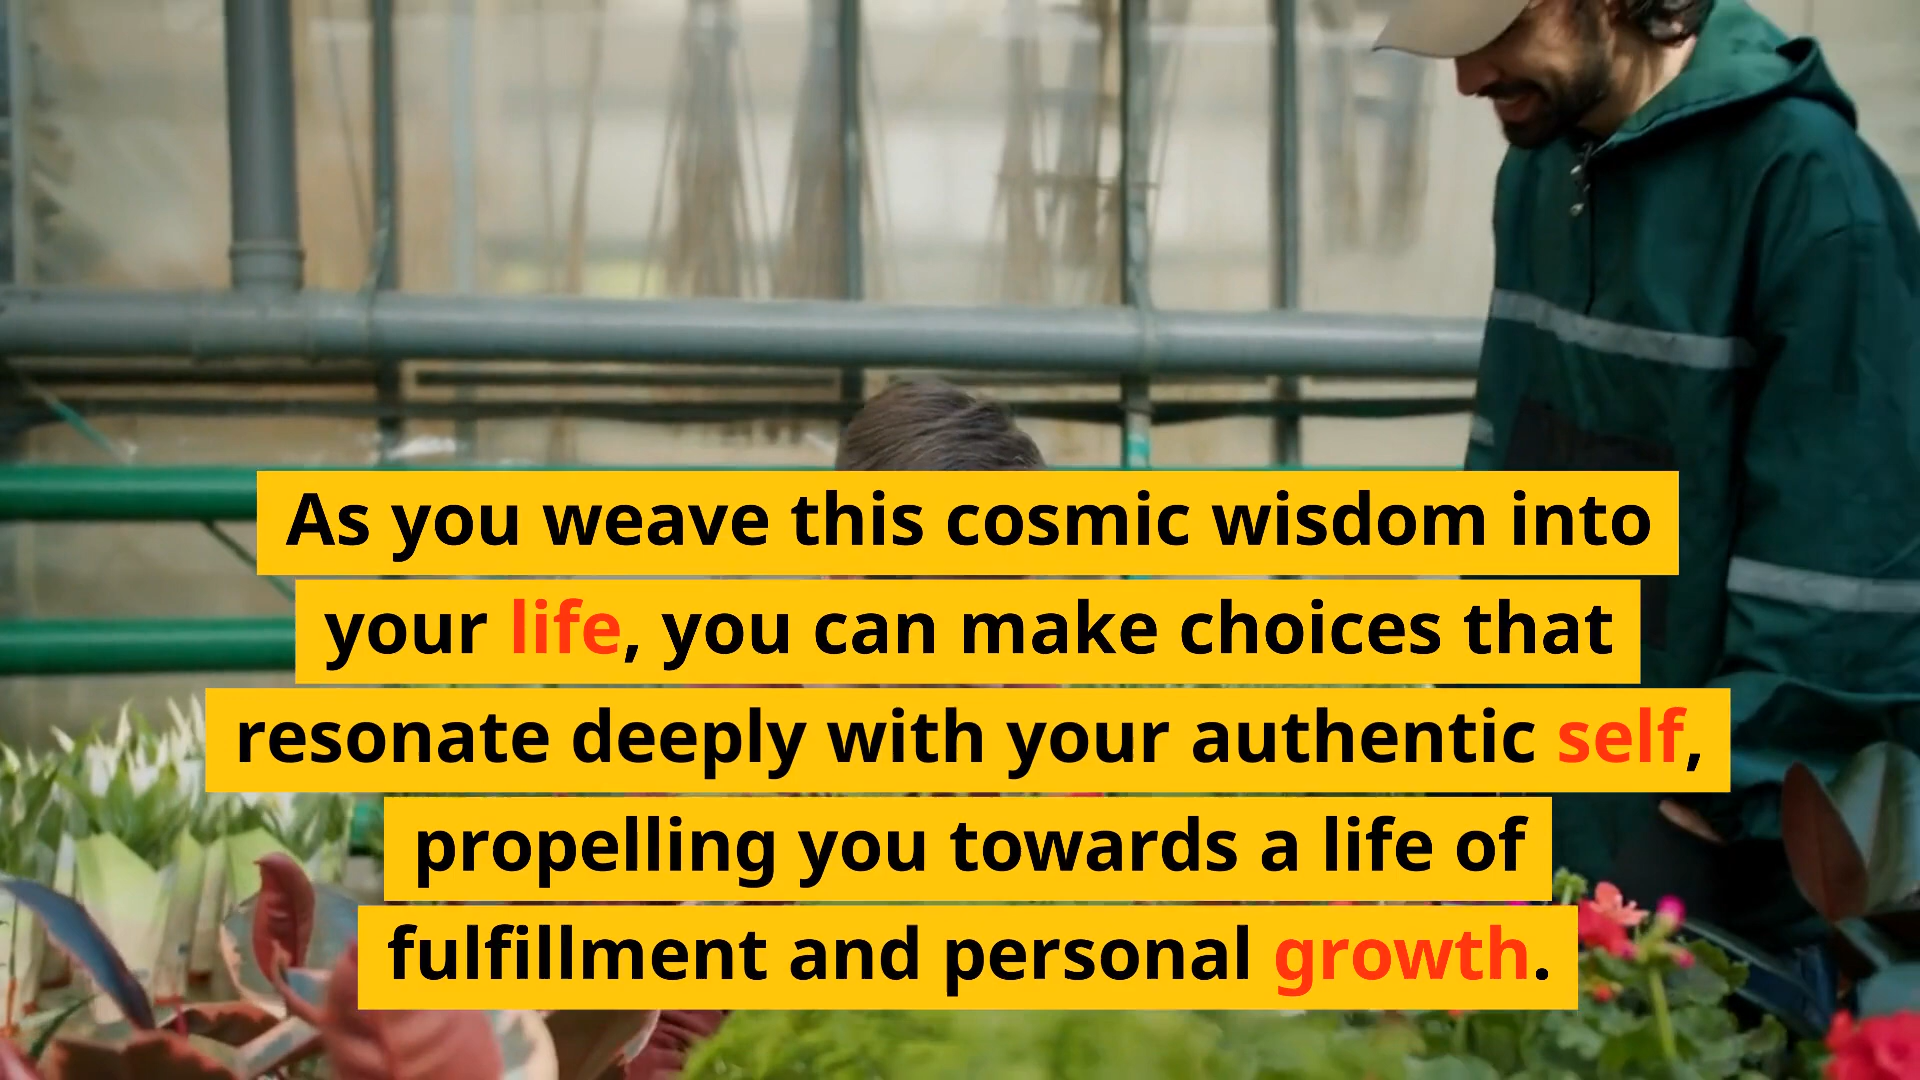 As you weave this cosmic wisdom into
your life, you can make choices that
resonate deeply with your authentic self,
propelling you towards a life of
fulfillment and personal growth.